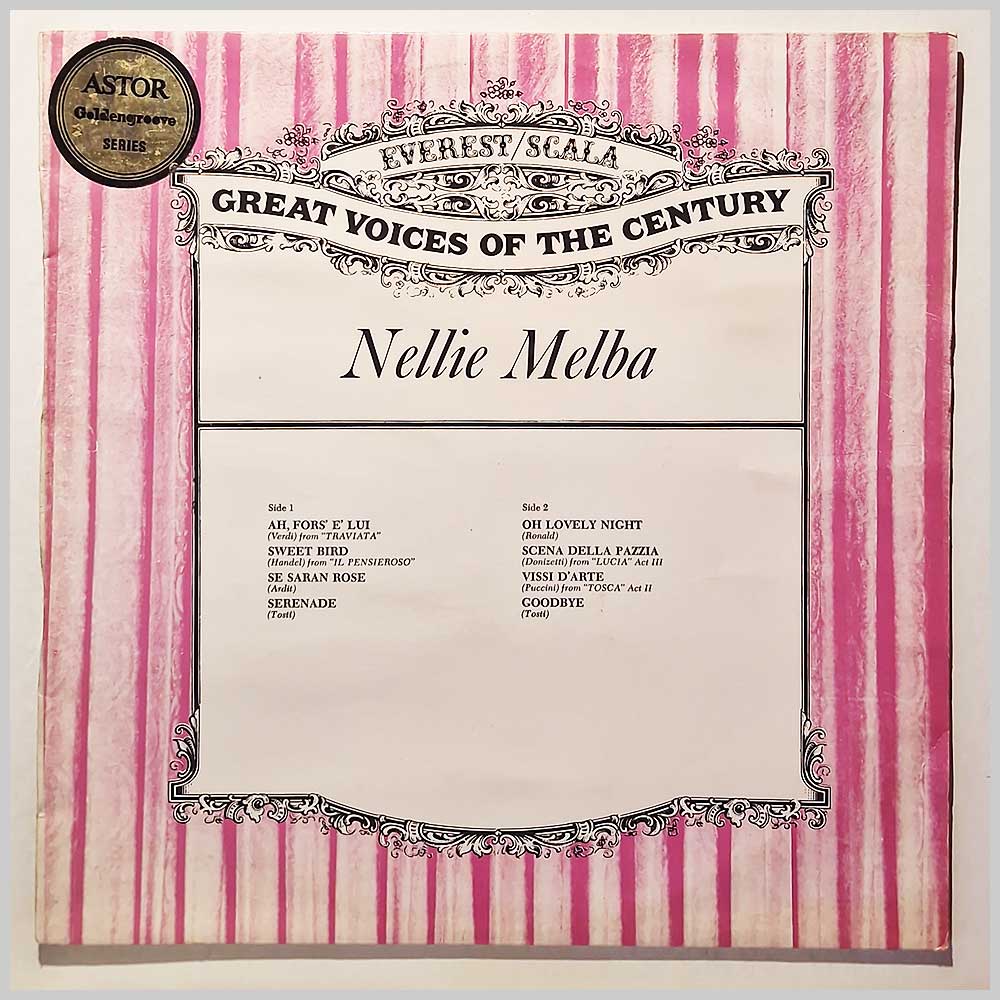 ASTOR
Goldengroove
SERIES
EVEREST/SCALA
GREAT VOICES OF THE CENTURY
Nellie Melba
Side 1
AH, FORS' E' LUI
(Verdi) from "TRAVIATA"
SWEET BIRD
(Handel) from "IL PENSIEROSO"
SE SARAN ROSE
(Ardit)
SERENADE
(Tosti)
Side 2
OH LOVELY NIGHT
(Ronald)
SCENA DELLA PAZZIA
(Donizetti) from "LUCIA" Act III
VISSI D'ARTE
(Puccini) from "TOSCA" Act II
GOODBYE
(Tosti)